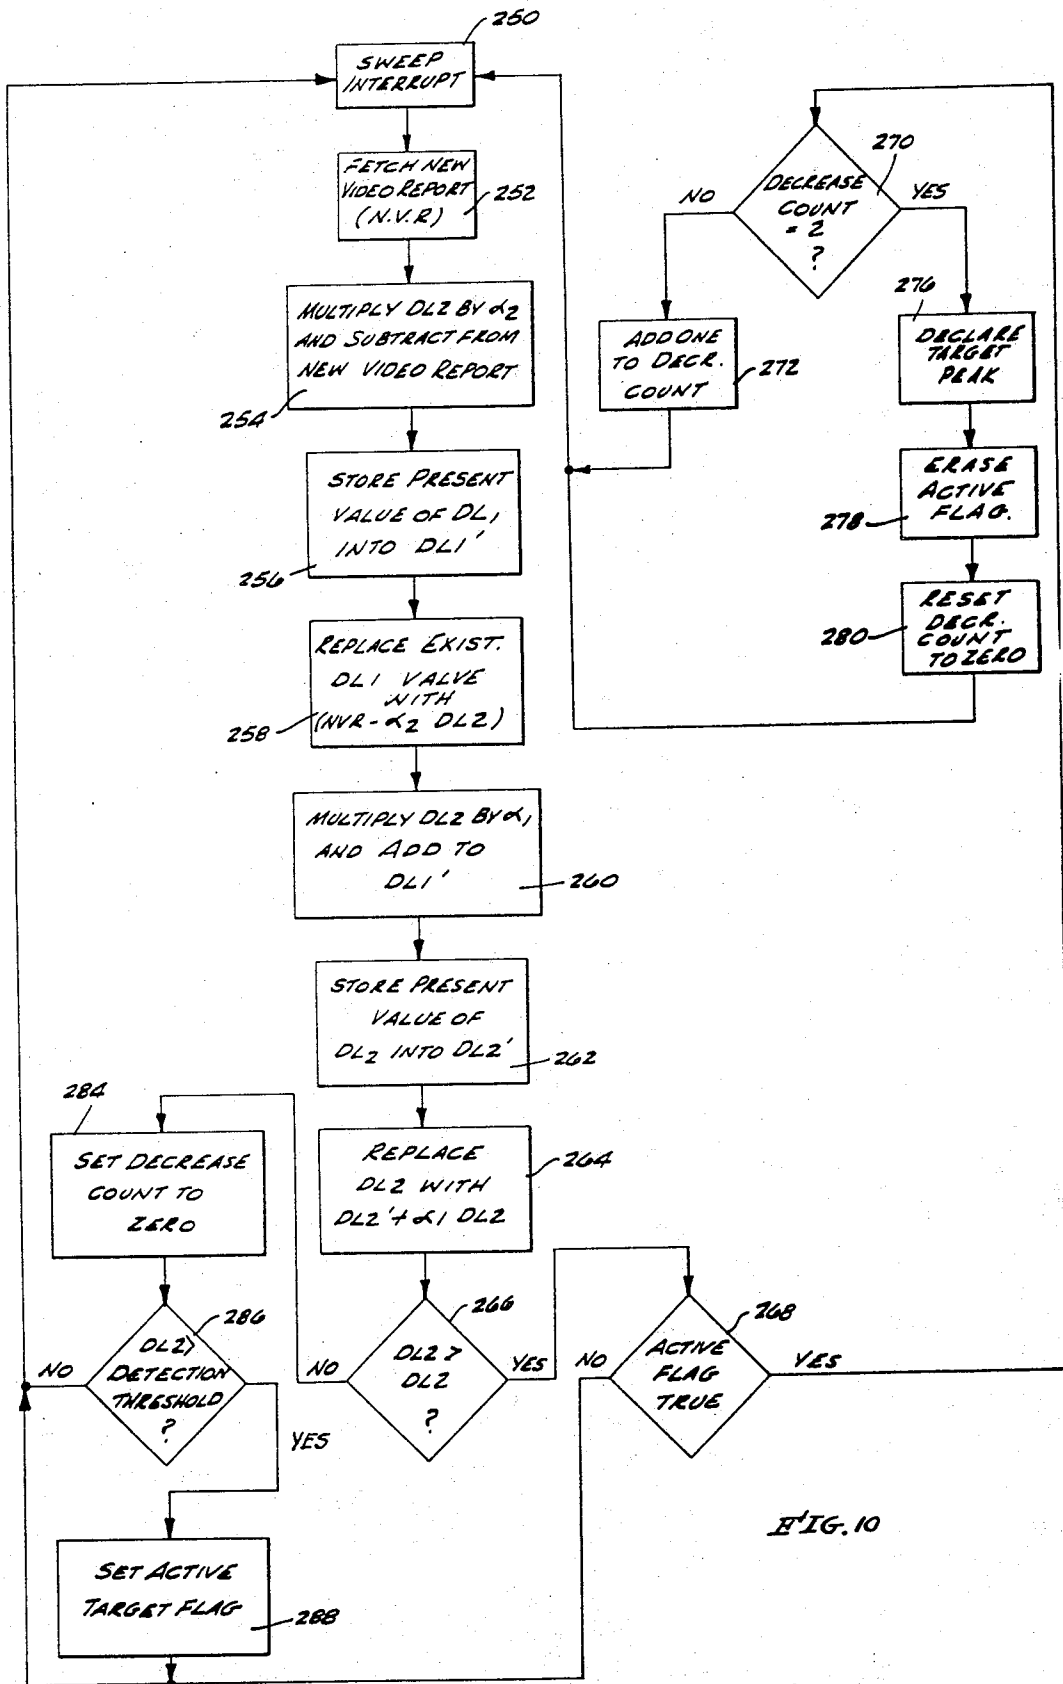 250
SWEEP
INTERRUPT
FETCH NEW
VIDEO REPORT
(N.V.R)
252
MULTIPLY DL2 BY α2
AND SUBTRACT FROM
NEW VIDEO REPORT
254
STORE PRESENT
VALUE OF DL1
INTO DL1'
256
REPLACE EXIST.
DL1 VALVE
WITH
(NVR-α2 DL2)
258
MULTIPLY DL2 BY α1
AND ADD TO
DL1'
260
STORE PRESENT
VALUE OF
DL2 INTO DL2'
262
REPLACE
DL2 WITH
DL2'+α1 DL2
264
DL2 >
DL2
?
266
NO
YES
ACTIVE
FLAG
TRUE
268
NO
YES
DECREASE
COUNT
= 2
?
270
NO
YES
ADD ONE
TO DECR.
COUNT
272
276
DECLARE
TARGET
PEAK
ERASE
ACTIVE
FLAG.
278
RESET
DECR.
COUNT
TO ZERO
280
284
SET DECREASE
COUNT TO
ZERO
DL2>
DETECTION
THRESHOLD
?
286
NO
YES
SET ACTIVE
TARGET FLAG
288
FIG. 10